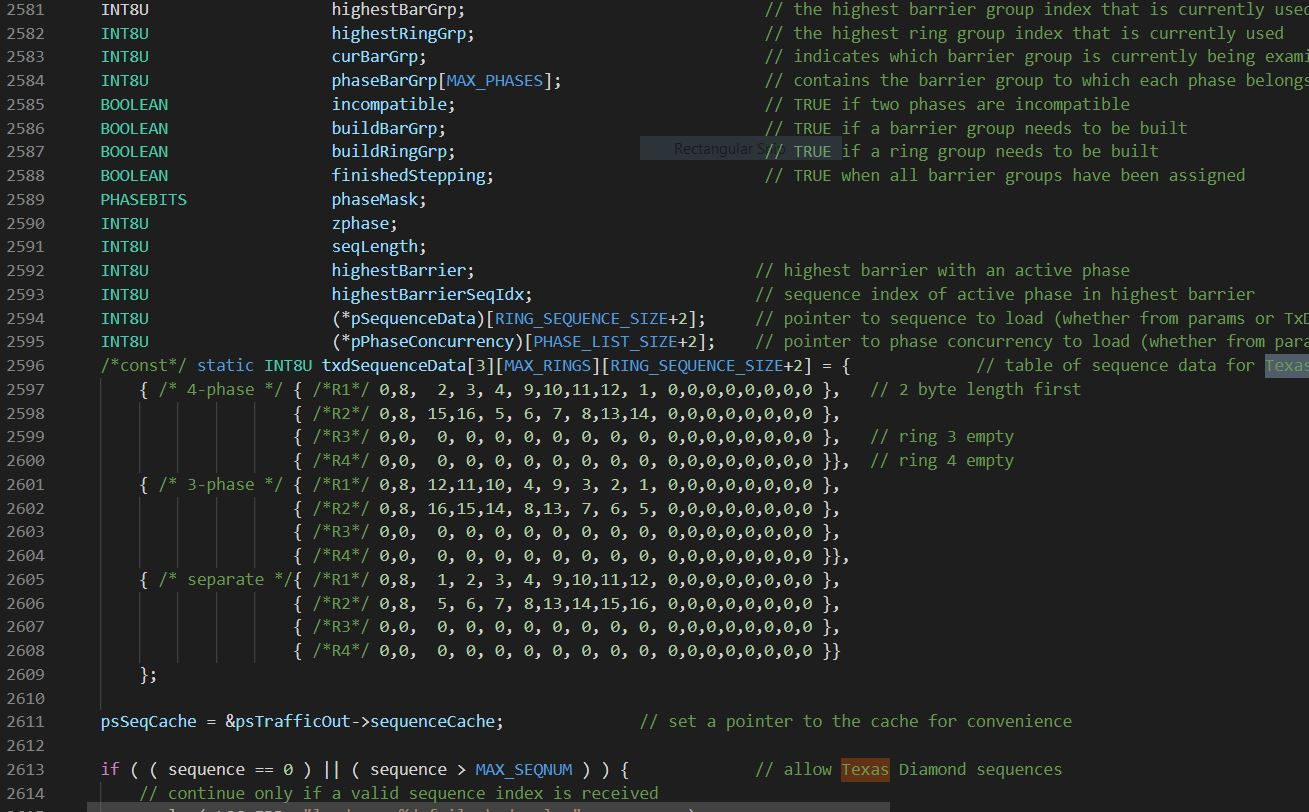 2581 INT8U highestBarGrp; // the highest barrier group index that is currently used
2582 INT8U highestRingGrp; // the highest ring group index that is currently used
2583 INT8U curBarGrp; // indicates which barrier group is currently being exami
2584 INT8U phaseBarGrp[MAX_PHASES]; // contains the barrier group to which each phase belongs
2585 BOOLEAN incompatible; // TRUE if two phases are incompatible
2586 BOOLEAN buildBarGrp; // TRUE if a barrier group needs to be built
2587 BOOLEAN buildRingGrp; // TRUE if a ring group needs to be built
Rectangular
2588 BOOLEAN finishedStepping; // TRUE when all barrier groups have been assigned
2589 PHASEBITS phaseMask;
2590 INT8U zphase;
2591 INT8U seqLength;
2592 INT8U highestBarrier; // highest barrier with an active phase
2593 INT8U highestBarrierSeqIdx; // sequence index of active phase in highest barrier
2594 INT8U (*pSequenceData)[RING_SEQUENCE_SIZE+2]; // pointer to sequence to load (whether from params or TxD
2595 INT8U (*pPhaseConcurrency)[PHASE_LIST_SIZE+2]; // pointer to phase concurrency to load (whether from para
2596 /*const*/ static INT8U txdSequenceData[3][MAX_RINGS][RING_SEQUENCE_SIZE+2] = { // table of sequence data for Texas
2597 { /* 4-phase */ { /*R1*/ 0,8, 2, 3, 4, 9,10,11,12, 1, 0,0,0,0,0,0,0,0 }, // 2 byte length first
2598 { /*R2*/ 0,8, 15,16, 5, 6, 7, 8,13,14, 0,0,0,0,0,0,0,0 },
2599 { /*R3*/ 0,0, 0, 0, 0, 0, 0, 0, 0, 0, 0,0,0,0,0,0,0,0 }, // ring 3 empty
2600 { /*R4*/ 0,0, 0, 0, 0, 0, 0, 0, 0, 0, 0,0,0,0,0,0,0,0 }}, // ring 4 empty
2601 { /* 3-phase */ { /*R1*/ 0,8, 12,11,10, 4, 9, 3, 2, 1, 0,0,0,0,0,0,0,0 },
2602 { /*R2*/ 0,8, 16,15,14, 8,13, 7, 6, 5, 0,0,0,0,0,0,0,0 },
2603 { /*R3*/ 0,0, 0, 0, 0, 0, 0, 0, 0, 0, 0,0,0,0,0,0,0,0 },
2604 { /*R4*/ 0,0, 0, 0, 0, 0, 0, 0, 0, 0, 0,0,0,0,0,0,0,0 }},
2605 { /* separate */{ /*R1*/ 0,8, 1, 2, 3, 4, 9,10,11,12, 0,0,0,0,0,0,0,0 },
2606 { /*R2*/ 0,8, 5, 6, 7, 8,13,14,15,16, 0,0,0,0,0,0,0,0 },
2607 { /*R3*/ 0,0, 0, 0, 0, 0, 0, 0, 0, 0, 0,0,0,0,0,0,0,0 },
2608 { /*R4*/ 0,0, 0, 0, 0, 0, 0, 0, 0, 0, 0,0,0,0,0,0,0,0 }}
2609 };
2610
2611 psSeqCache = &psTrafficOut->sequenceCache; // set a pointer to the cache for convenience
2612
2613 if ( ( sequence == 0 ) || ( sequence > MAX_SEQNUM ) ) { // allow Texas Diamond sequences
2614 // continue only if a valid sequence index is received